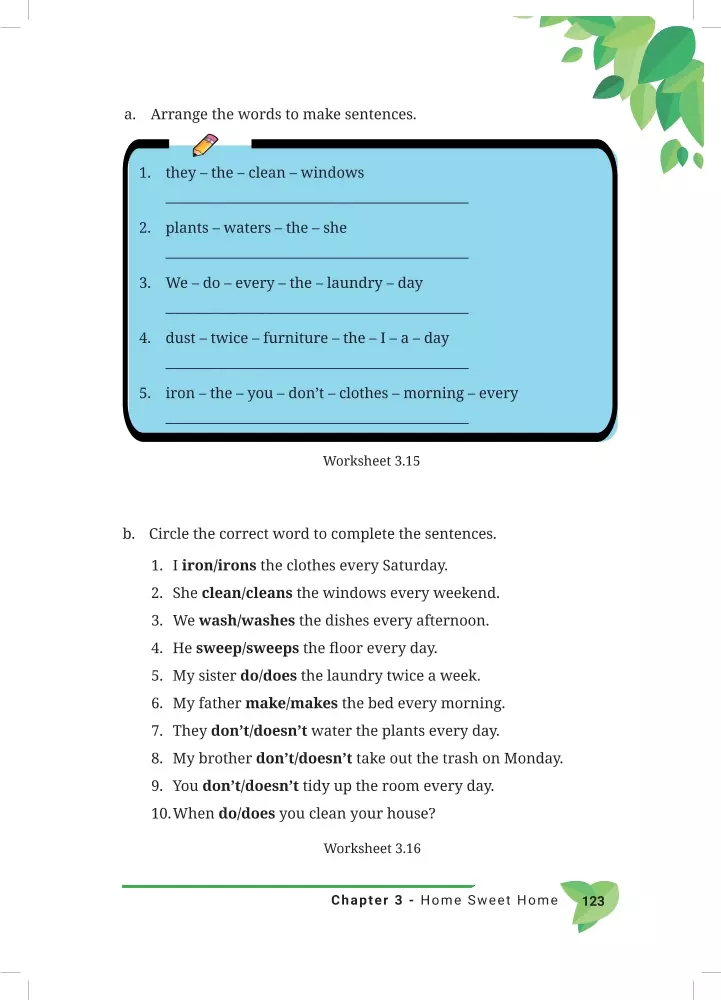 a. Arrange the words to make sentences.
1. they – the – clean – windows
2. plants – waters – the – she
3. We – do – every – the – laundry – day
4. dust – twice – furniture – the – I – a – day
5. iron – the – you – don’t – clothes – morning – every
Worksheet 3.15
b. Circle the correct word to complete the sentences.
1. I iron/irons the clothes every Saturday.
2. She clean/cleans the windows every weekend.
3. We wash/washes the dishes every afternoon.
4. He sweep/sweeps the floor every day.
5. My sister do/does the laundry twice a week.
6. My father make/makes the bed every morning.
7. They don’t/doesn’t water the plants every day.
8. My brother don’t/doesn’t take out the trash on Monday.
9. You don’t/doesn’t tidy up the room every day.
10. When do/does you clean your house?
Worksheet 3.16
Chapter 3 - Home Sweet Home 123